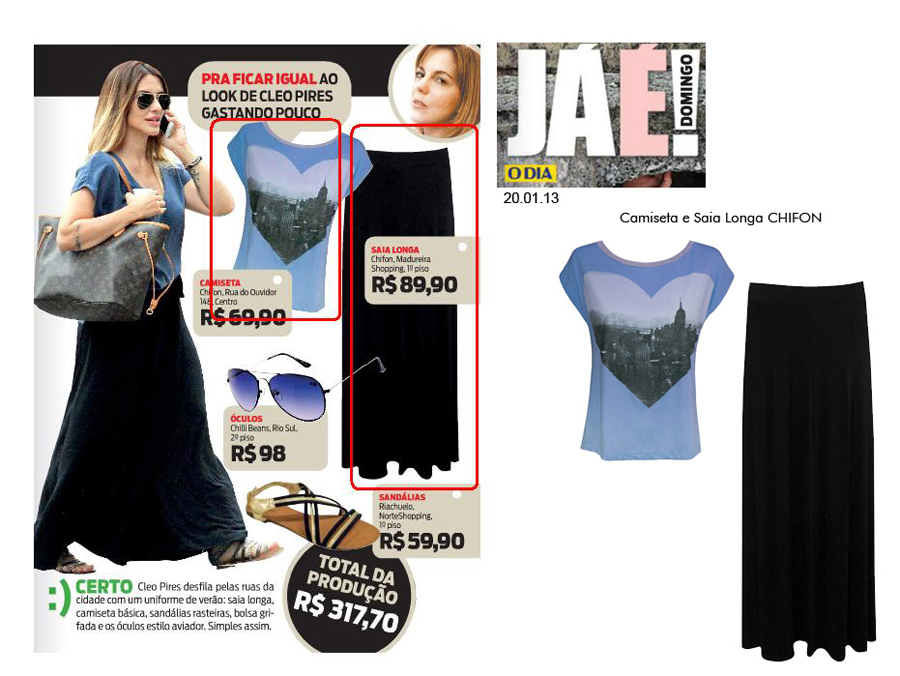 PRA FICAR IGUAL AO
LOOK DE CLEO PIRES
GASTANDO POUCO
CAMISETA
Chifon, Rua do Ouvidor
148, Centro
R$ 69,90
SAIA LONGA
Chifon, Madureira
Shopping, 1º piso
R$ 89,90
ÓCULOS
Chilli Beans, Rio Sul,
2º piso
R$ 98
SANDÁLIAS
Riachuelo,
NorteShopping,
1º piso
R$ 59,90
TOTAL DA
PRODUÇÃO
R$ 317,70
:) CERTO Cleo Pires desfila pelas ruas da
cidade com um uniforme de verão: saia longa,
camiseta básica, sandálias rasteiras, bolsa gri-
fada e os óculos estilo aviador. Simples assim.
JÁ É! DOMINGO
O DIA
20.01.13
Camiseta e Saia Longa CHIFON